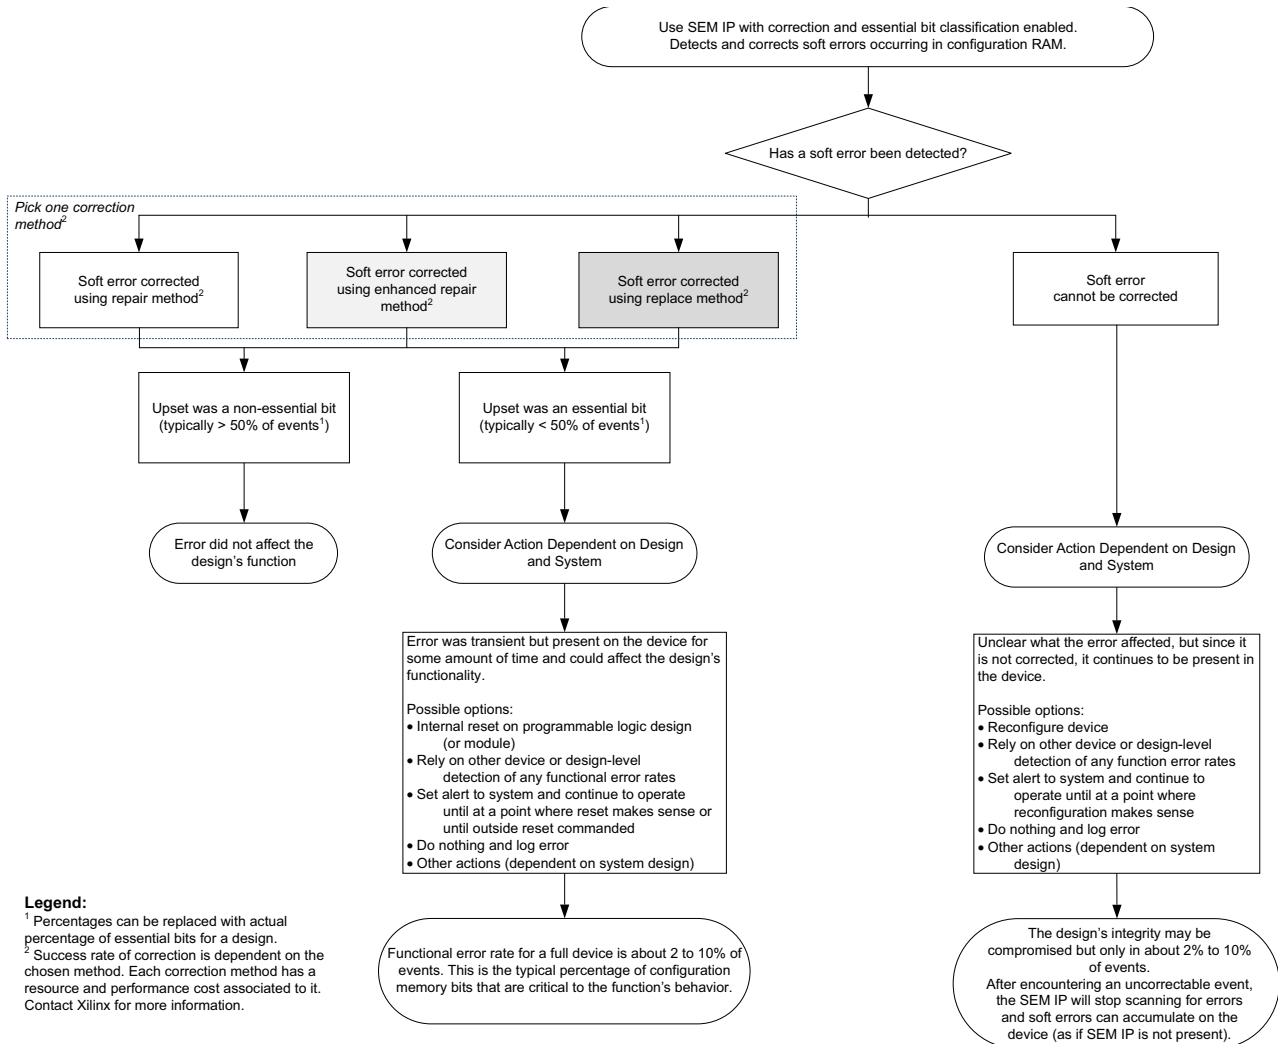 Use SEM IP with correction and essential bit classification enabled.
Detects and corrects soft errors occurring in configuration RAM.
Has a soft error been detected?
Pick one correction
method2
Soft error corrected
using repair method2
Soft error corrected
using enhanced repair
method2
Soft error corrected
using replace method2
Soft error
cannot be corrected
Upset was a non-essential bit
(typically > 50% of events1)
Upset was an essential bit
(typically < 50% of events1)
Error did not affect the
design's function
Consider Action Dependent on Design
and System
Consider Action Dependent on Design
and System
Error was transient but present on the device for
some amount of time and could affect the design's
functionality.
Possible options:
• Internal reset on programmable logic design
(or module)
• Rely on other device or design-level
detection of any functional error rates
• Set alert to system and continue to operate
until at a point where reset makes sense or
until outside reset commanded
• Do nothing and log error
• Other actions (dependent on system design)
Unclear what the error affected, but since it
is not corrected, it continues to be present in
the device.
Possible options:
• Reconfigure device
• Rely on other device or design-level
detection of any function error rates
• Set alert to system and continue to
operate until at a point where
reconfiguration makes sense
• Do nothing and log error
• Other actions (dependent on system
design)
Legend:
1 Percentages can be replaced with actual
percentage of essential bits for a design.
2 Success rate of correction is dependent on the
chosen method. Each correction method has a
resource and performance cost associated to it.
Contact Xilinx for more information.
Functional error rate for a full device is about 2 to 10% of
events. This is the typical percentage of configuration
memory bits that are critical to the function's behavior.
The design's integrity may be
compromised but only in about 2% to 10%
of events.
After encountering an uncorrectable event,
the SEM IP will stop scanning for errors
and soft errors can accumulate on the
device (as if SEM IP is not present).